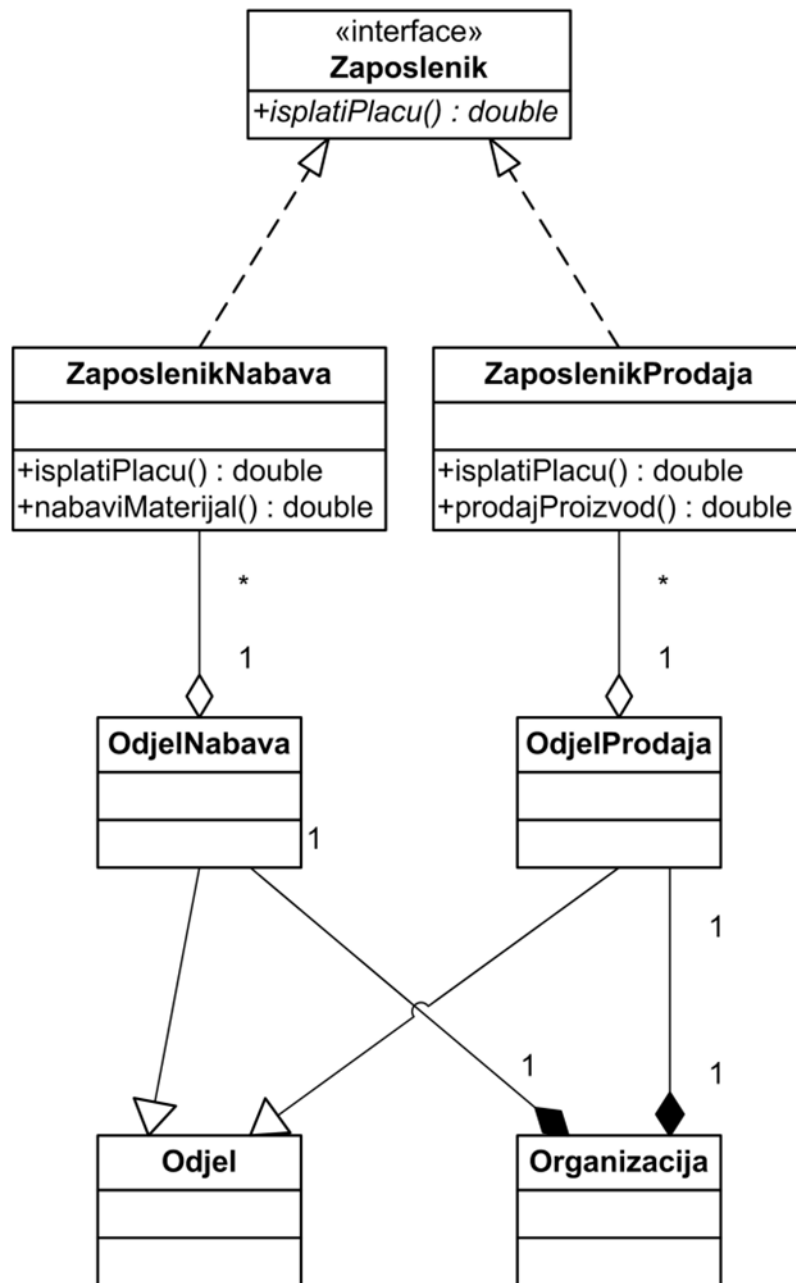 «interface»
Zaposlenik
+isplatiPlacu() : double
ZaposlenikNabava
+isplatiPlacu() : double
+nabaviMaterijal() : double
ZaposlenikProdaja
+isplatiPlacu() : double
+prodajProizvod() : double
*
1
*
1
OdjelNabava
1
OdjelProdaja
1
1
1
Odjel
Organizacija